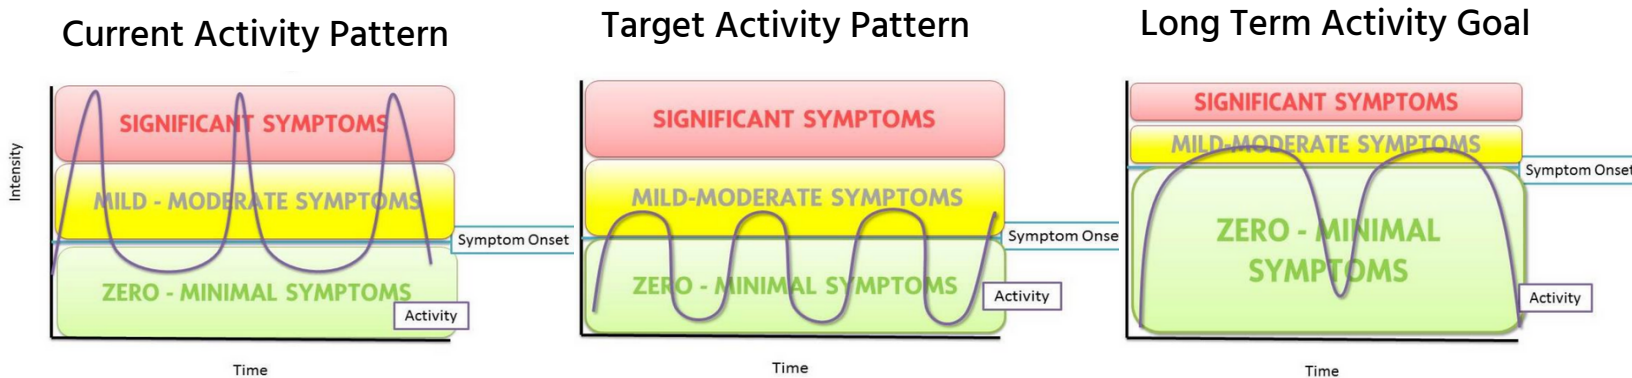 Current Activity Pattern
Intensity
SIGNIFICANT SYMPTOMS
MILD - MODERATE SYMPTOMS
Symptom Onset
ZERO - MINIMAL SYMPTOMS
Activity
Time
Target Activity Pattern
SIGNIFICANT SYMPTOMS
MILD-MODERATE SYMPTOMS
Symptom Onse
ZERO - MINIMAL SYMPTOMS
Activity
Time
Long Term Activity Goal
SIGNIFICANT SYMPTOMS
MILD-MODERATE SYMPTOMS
Symptom Onset
ZERO - MINIMAL
SYMPTOMS
Activity
Time